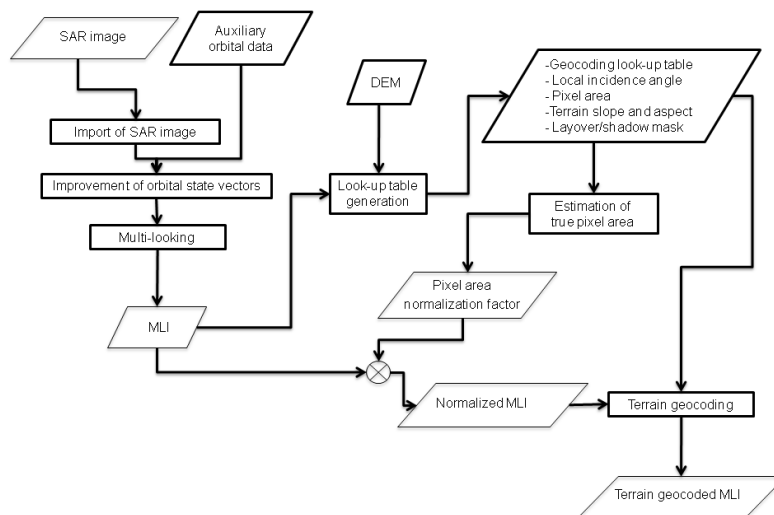 SAR image
Auxiliary
orbital data
DEM
-Geocoding look-up table
- Local incidence angle
- Pixel area
- Terrain slope and aspect
- Layover/shadow mask
Import of SAR image
Improvement of orbital state vectors
Look-up table
generation
Estimation of
true pixel area
Multi-looking
Pixel area
normalization factor
MLI
Normalized MLI
Terrain geocoding
Terrain geocoded MLI